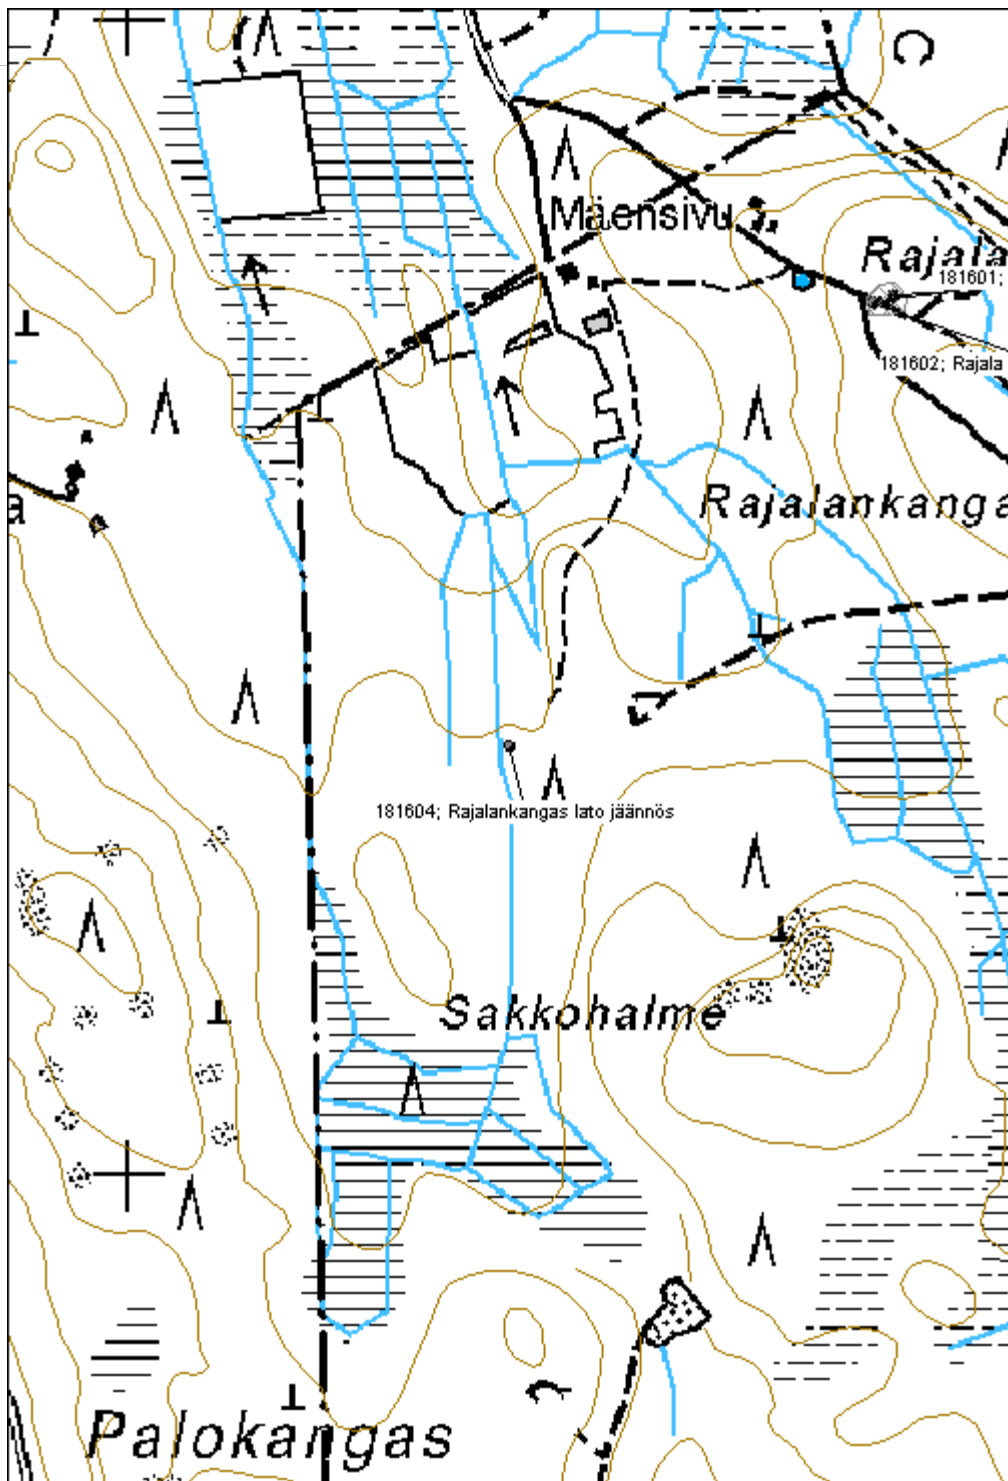 Mäensivu
Rajala
181601;
181602; Rajala
a
Rajalankanga
181604; Rajalankangas lato jäännös
Sakkohalme
Palokangas